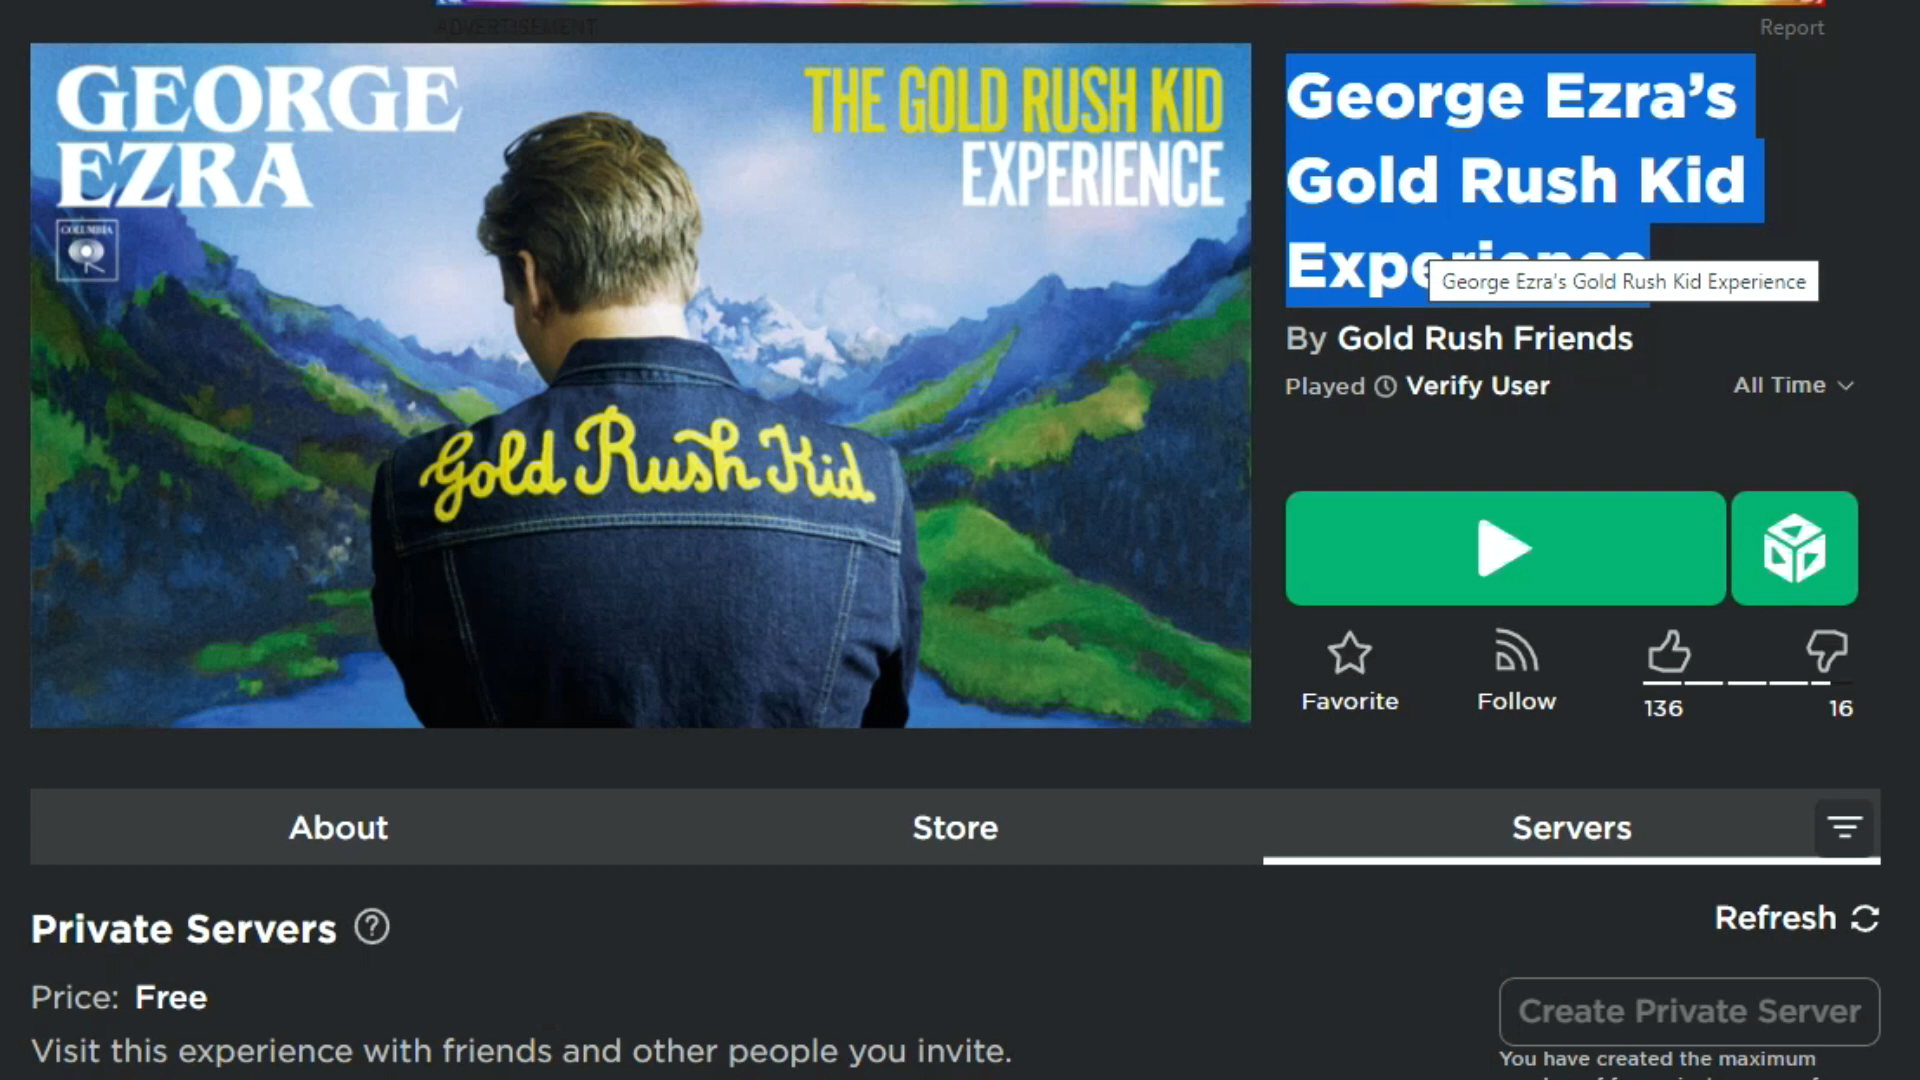 ADVERTISEMENT
Report
GEORGE
EZRA
COLUMBIA
THE GOLD RUSH KID
EXPERIENCE
Gold Rush Kid
George Ezra’s
Gold Rush Kid
Experience
George Ezra's Gold Rush Kid Experience
By Gold Rush Friends
Played Verify User
All Time
Favorite
Follow
136
16
About
Store
Servers
Private Servers
Refresh
Price: Free
Create Private Server
Visit this experience with friends and other people you invite.
You have created the maximum